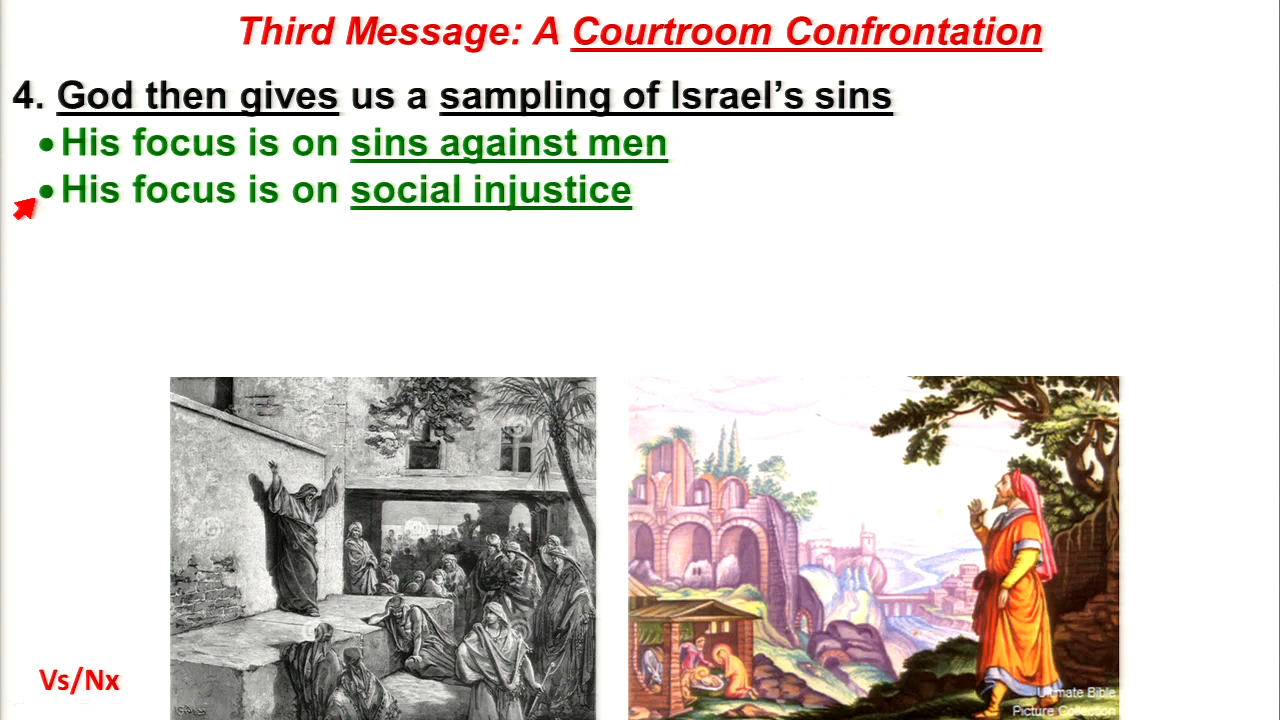 Third Message: A Courtroom Confrontation
4. God then gives us a sampling of Israel’s sins
•His focus is on sins against men
•His focus is on social injustice
Vs/Nx
Ultimate Bible
Picture Collection